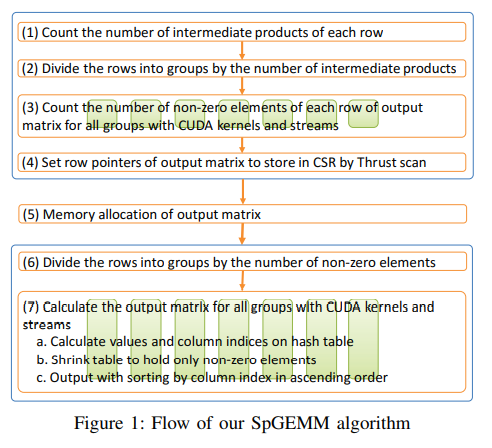 (1) Count the number of intermediate products of each row
(2) Divide the rows into groups by the number of intermediate products
(3) Count the number of non-zero elements of each row of output
matrix for all groups with CUDA kernels and streams
(4) Set row pointers of output matrix to store in CSR by Thrust scan
(5) Memory allocation of output matrix
(6) Divide the rows into groups by the number of non-zero elements
(7) Calculate the output matrix for all groups with CUDA kernels and
streams
a. Calculate values and column indices on hash table
b. Shrink table to hold only non-zero elements
c. Output with sorting by column index in ascending order
Figure 1: Flow of our SpGEMM algorithm